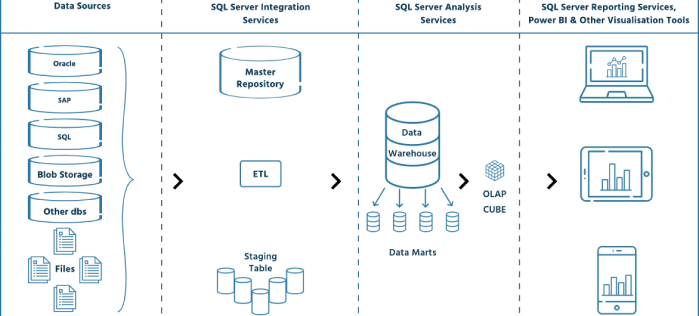 Data Sources
SQL Server Integration
Services
SQL Server Analysis
Services
SQL Server Reporting Services,
Power BI & Other Visualisation Tools
Oracle
SAP
SQL
Blob Storage
Other dbs
Files
Master
Repository
ETL
Staging
Table
Data
Warehouse
Data Marts
OLAP
CUBE